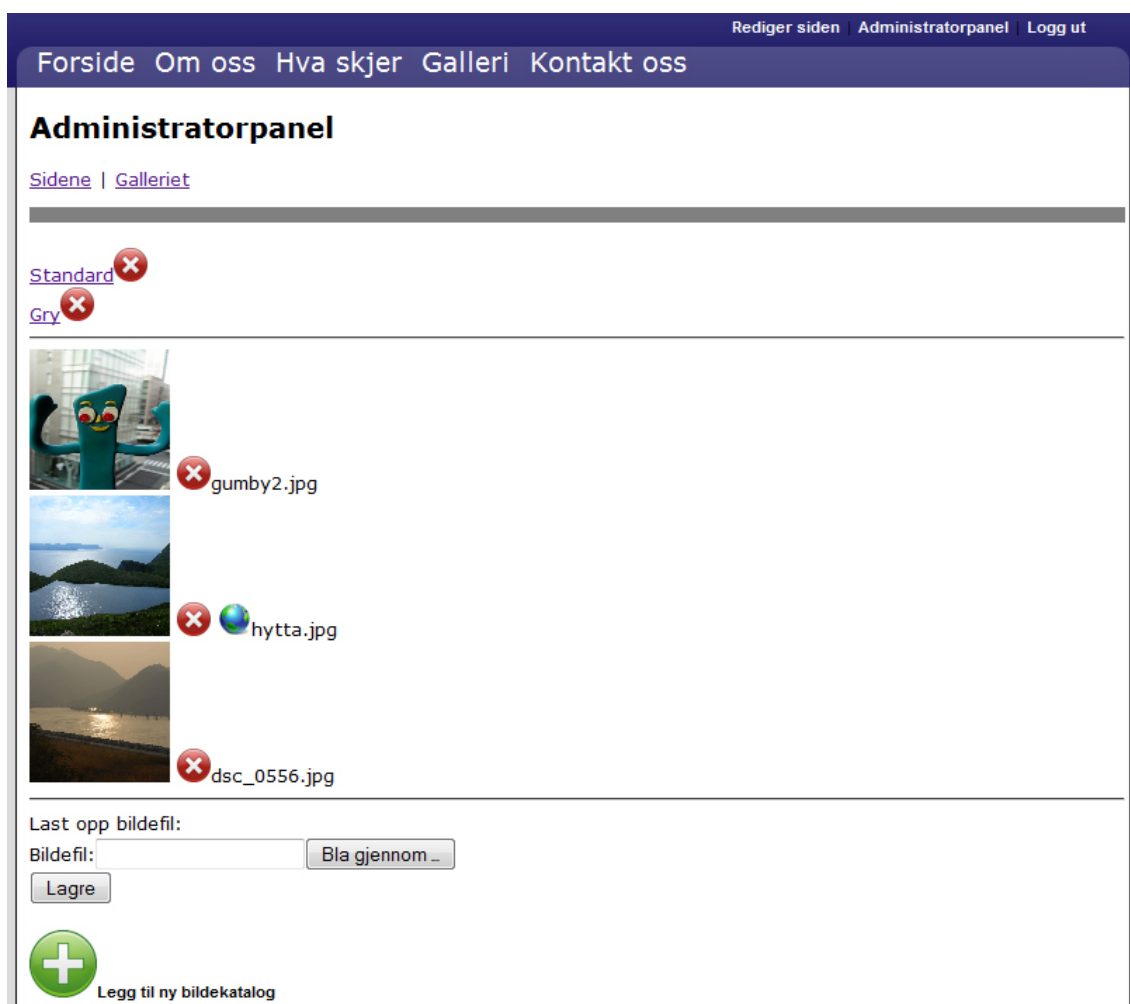 Rediger siden | Administratorpanel | Logg ut
Forside Om oss Hva skjer Galleri Kontakt oss
Administratorpanel
Sidene | Galleriet
Standard
Gry
gumby2.jpg
hytta.jpg
dsc_0556.jpg
Last opp bildefil:
Bildefil: Bla gjennom ...
Lagre
Legg til ny bildekatalog